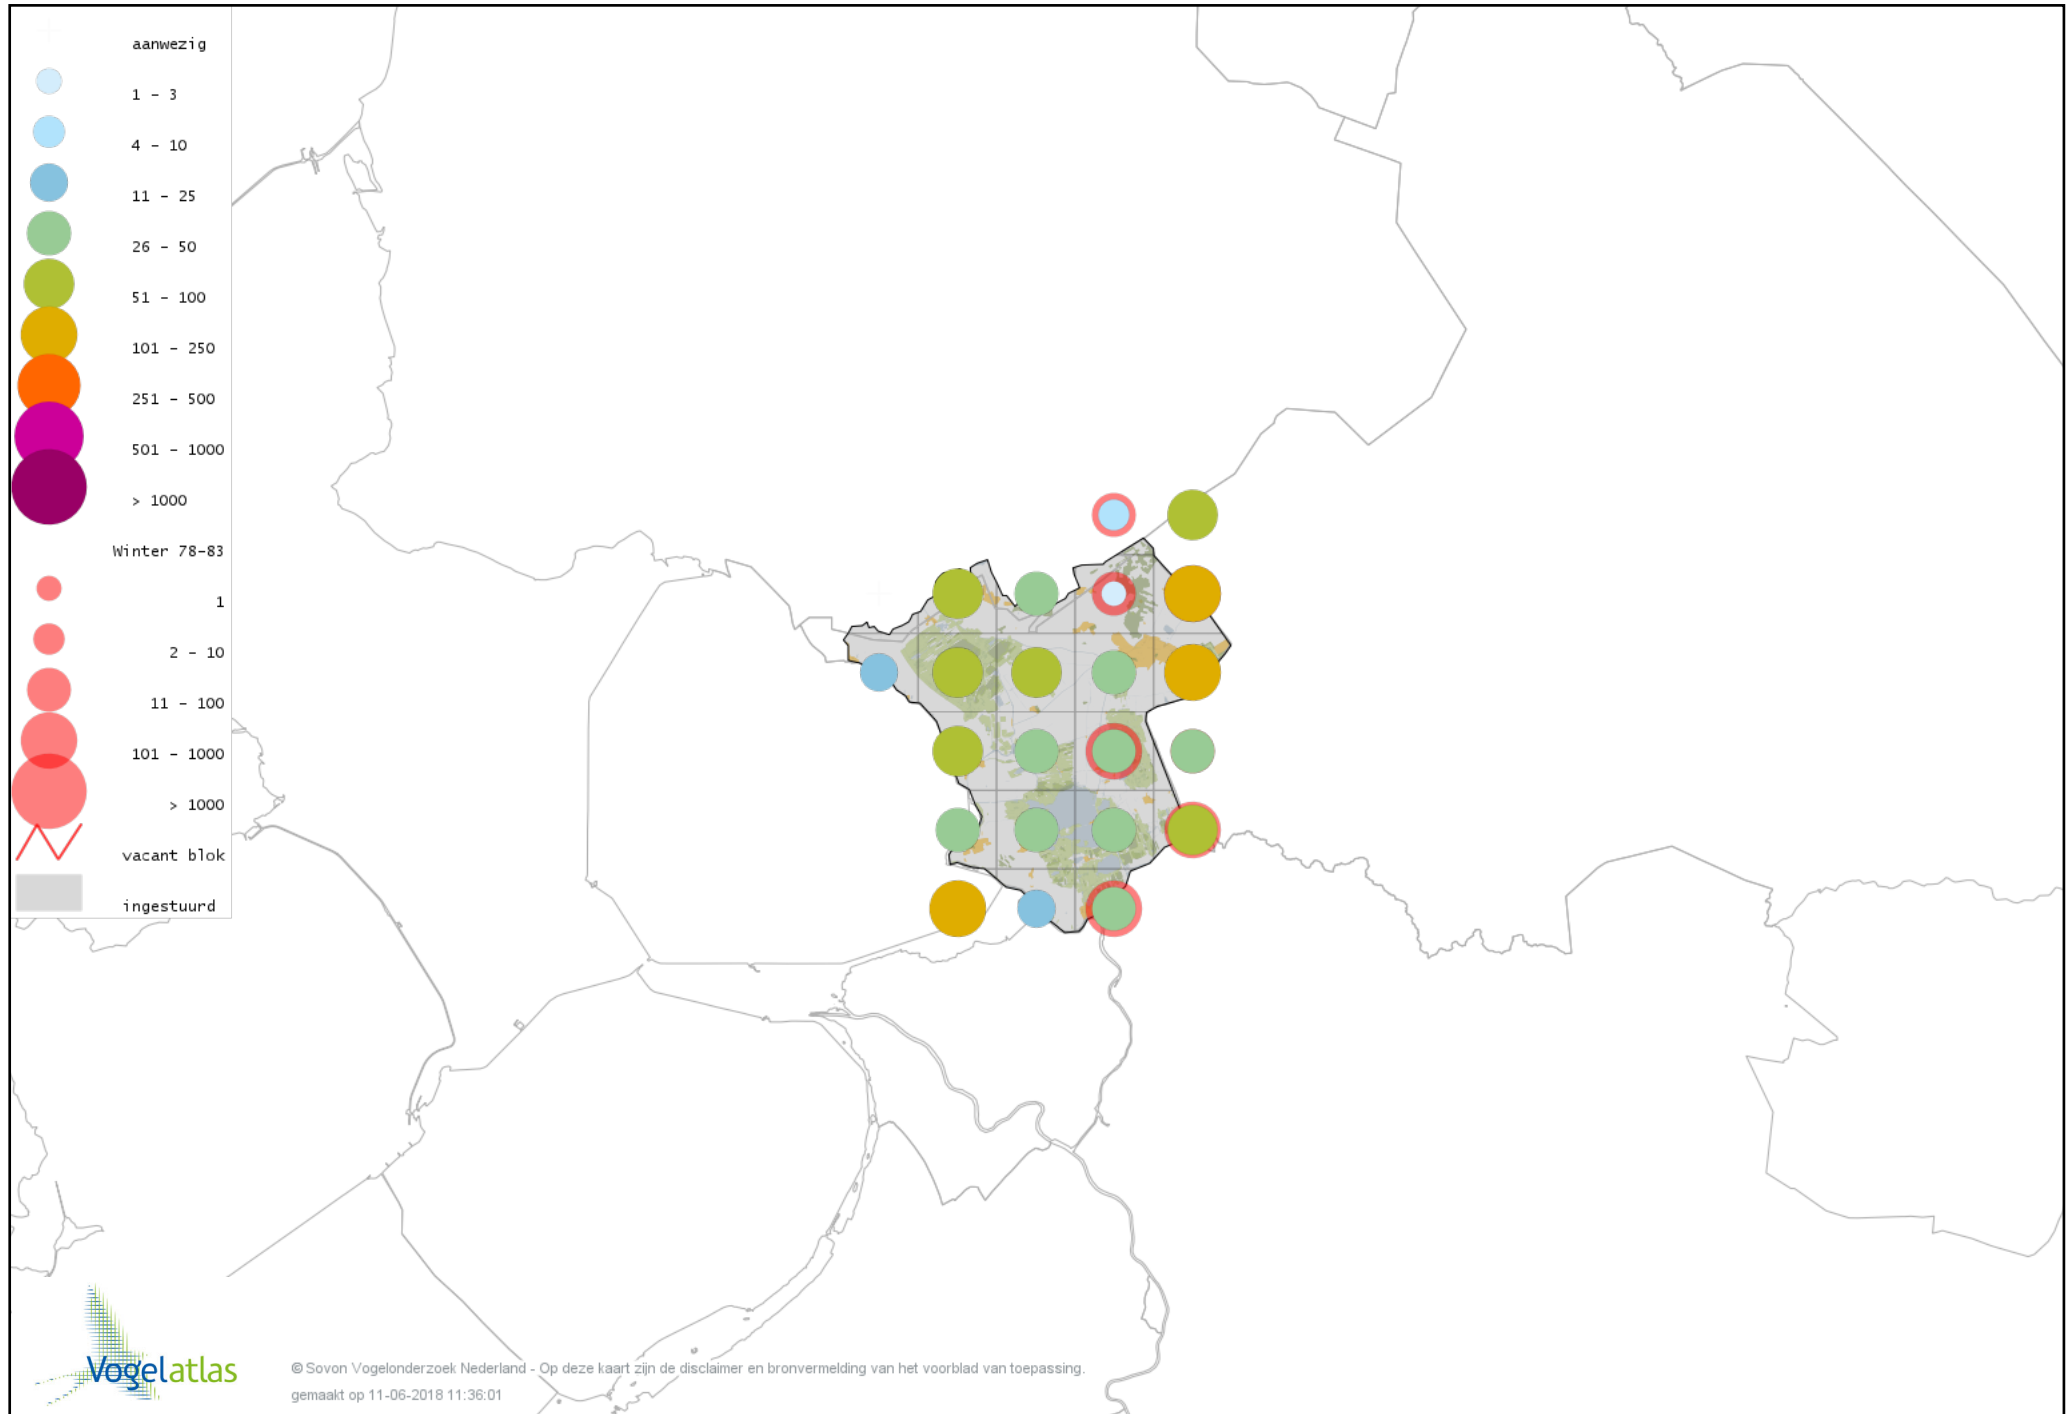 aanwezig
1 - 3
4 - 10
11 - 25
26 - 50
51 - 100
101 - 250
251 - 500
501 - 1000
> 1000
Winter 78-83
1
2 - 10
11 - 100
101 - 1000
> 1000
vacant blok
ingestuurd
Vogelatlas
© Sovon Vogelonderzoek Nederland - Op deze kaart zijn de disclaimer en bronvermelding van het voorblad van toepassing.
gemaakt op 11-06-2018 11:36:01